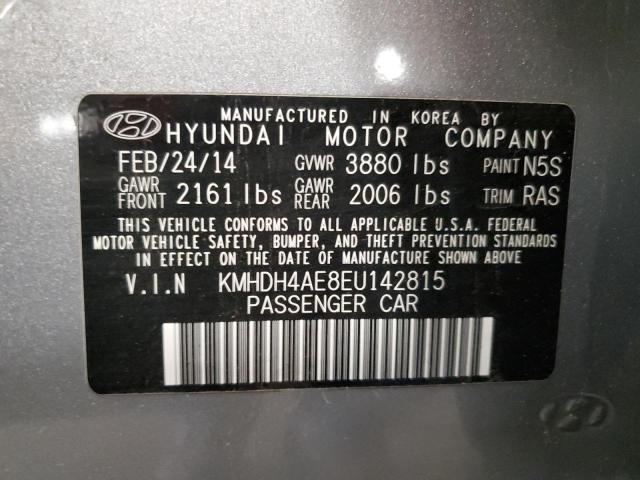 MANUFACTURED IN KOREA BY
HYUNDAI MOTOR COMPANY
FEB/24/14 GVWR 3880 lbs PAINT N5S
GAWR FRONT 2161 lbs GAWR REAR 2006 lbs TRIM RAS
THIS VEHICLE CONFORMS TO ALL APPLICABLE U.S.A. FEDERAL
MOTOR VEHICLE SAFETY, BUMPER, AND THEFT PREVENTION STANDARDS
IN EFFECT ON THE DATE OF MANUFACTURE SHOWN ABOVE
V.I.N KMHDH4AE8EU142815
PASSENGER CAR